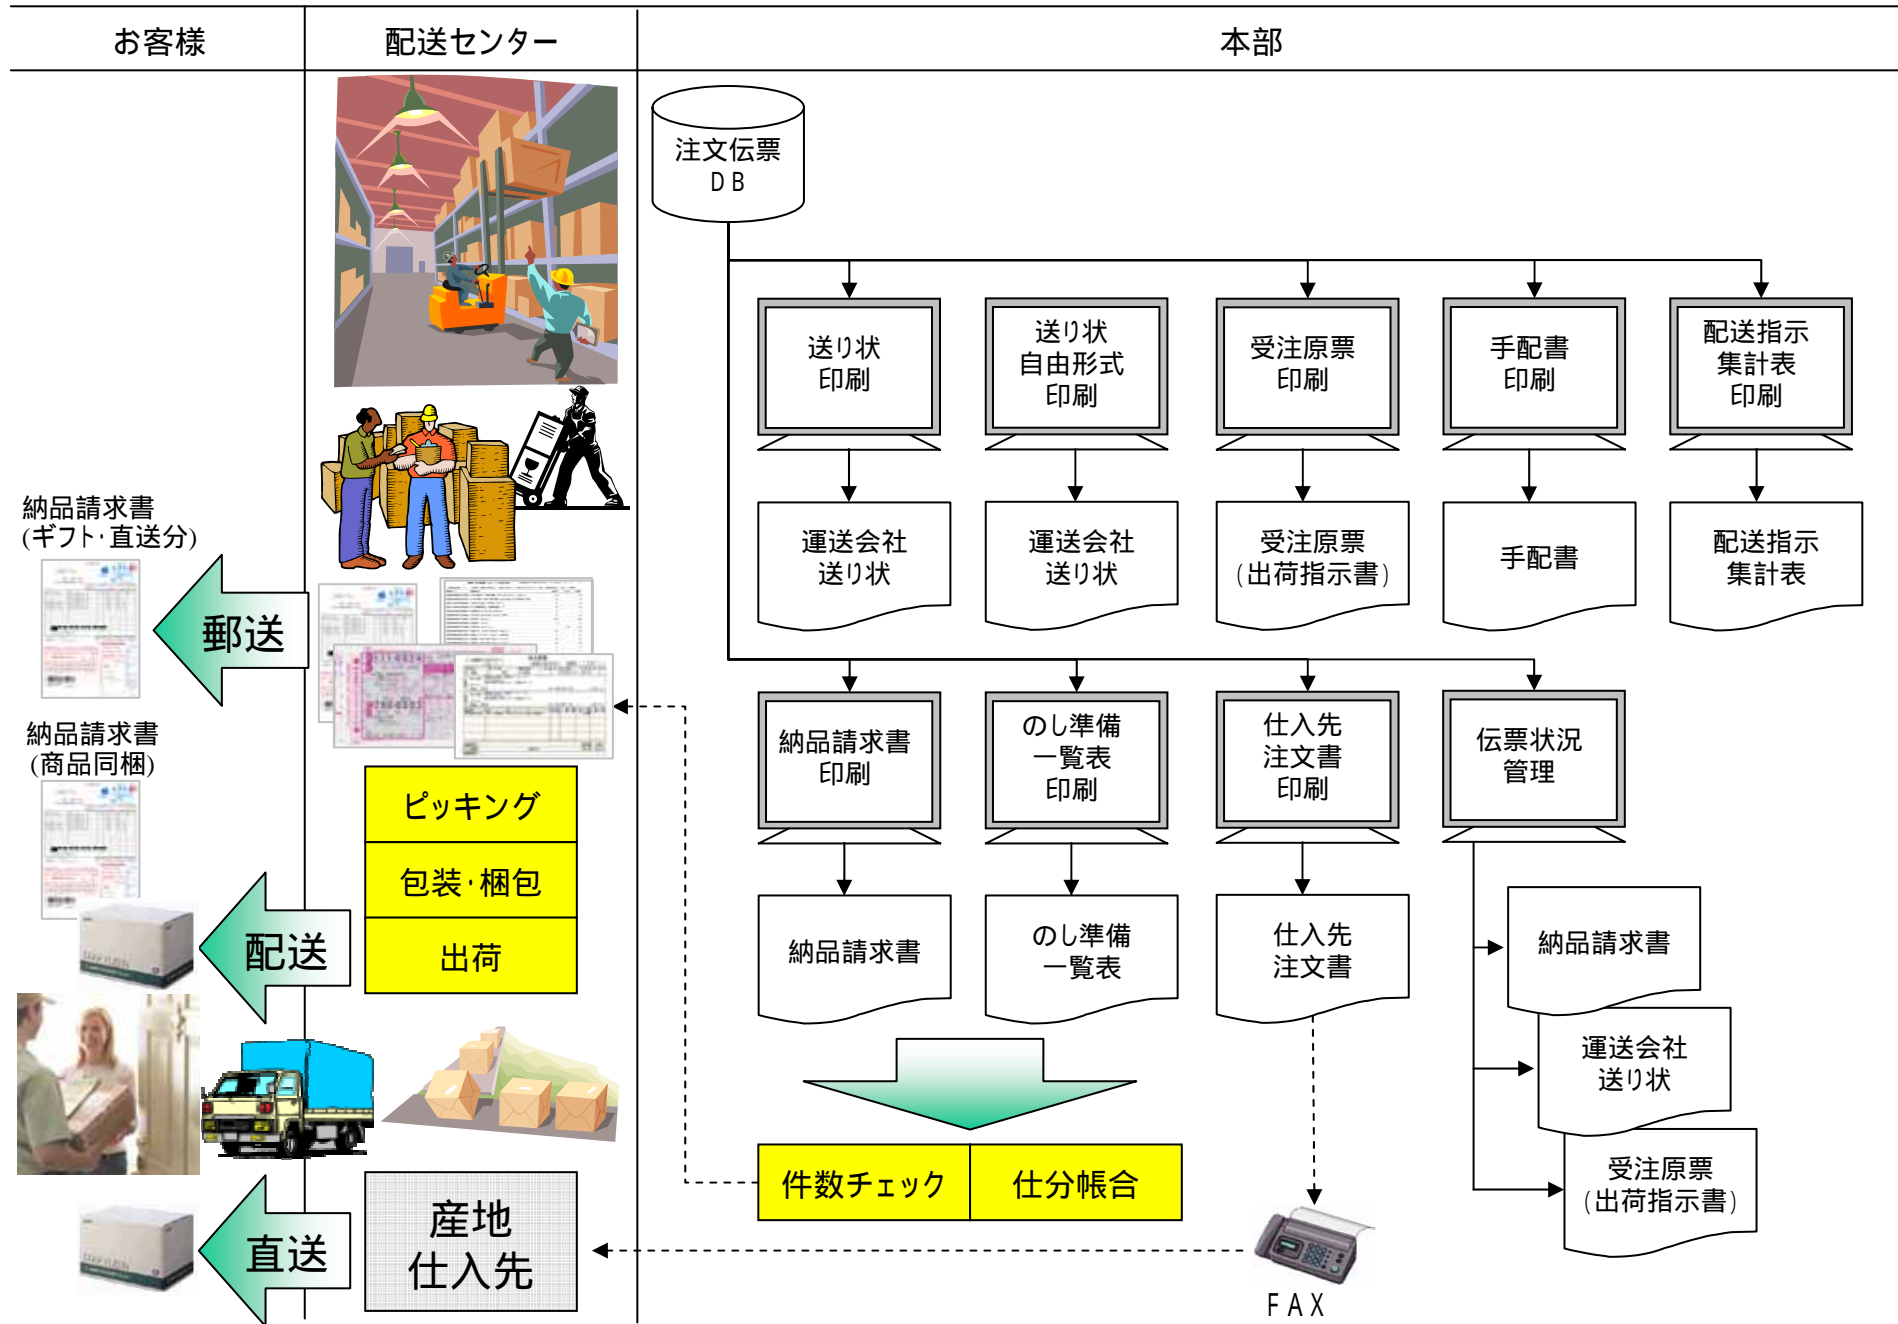 お客様
配送センター
本部
注文伝票
ＤＢ
送り状
印刷
送り状
自由形式
印刷
受注原票
印刷
手配書
印刷
配送指示
集計表
印刷
運送会社
送り状
運送会社
送り状
受注原票
(出荷指示書)
手配書
配送指示
集計表
納品請求書
(ギフト・直送分)
郵送
納品請求書
(商品同梱)
配送
ピッキング
包装・梱包
出荷
納品請求書
印刷
のし準備
一覧表
印刷
仕入先
注文書
印刷
伝票状況
管理
納品請求書
のし準備
一覧表
仕入先
注文書
納品請求書
運送会社
送り状
受注原票
(出荷指示書)
件数チェック
仕分帳合
直送
産地
仕入先
ＦＡＸ